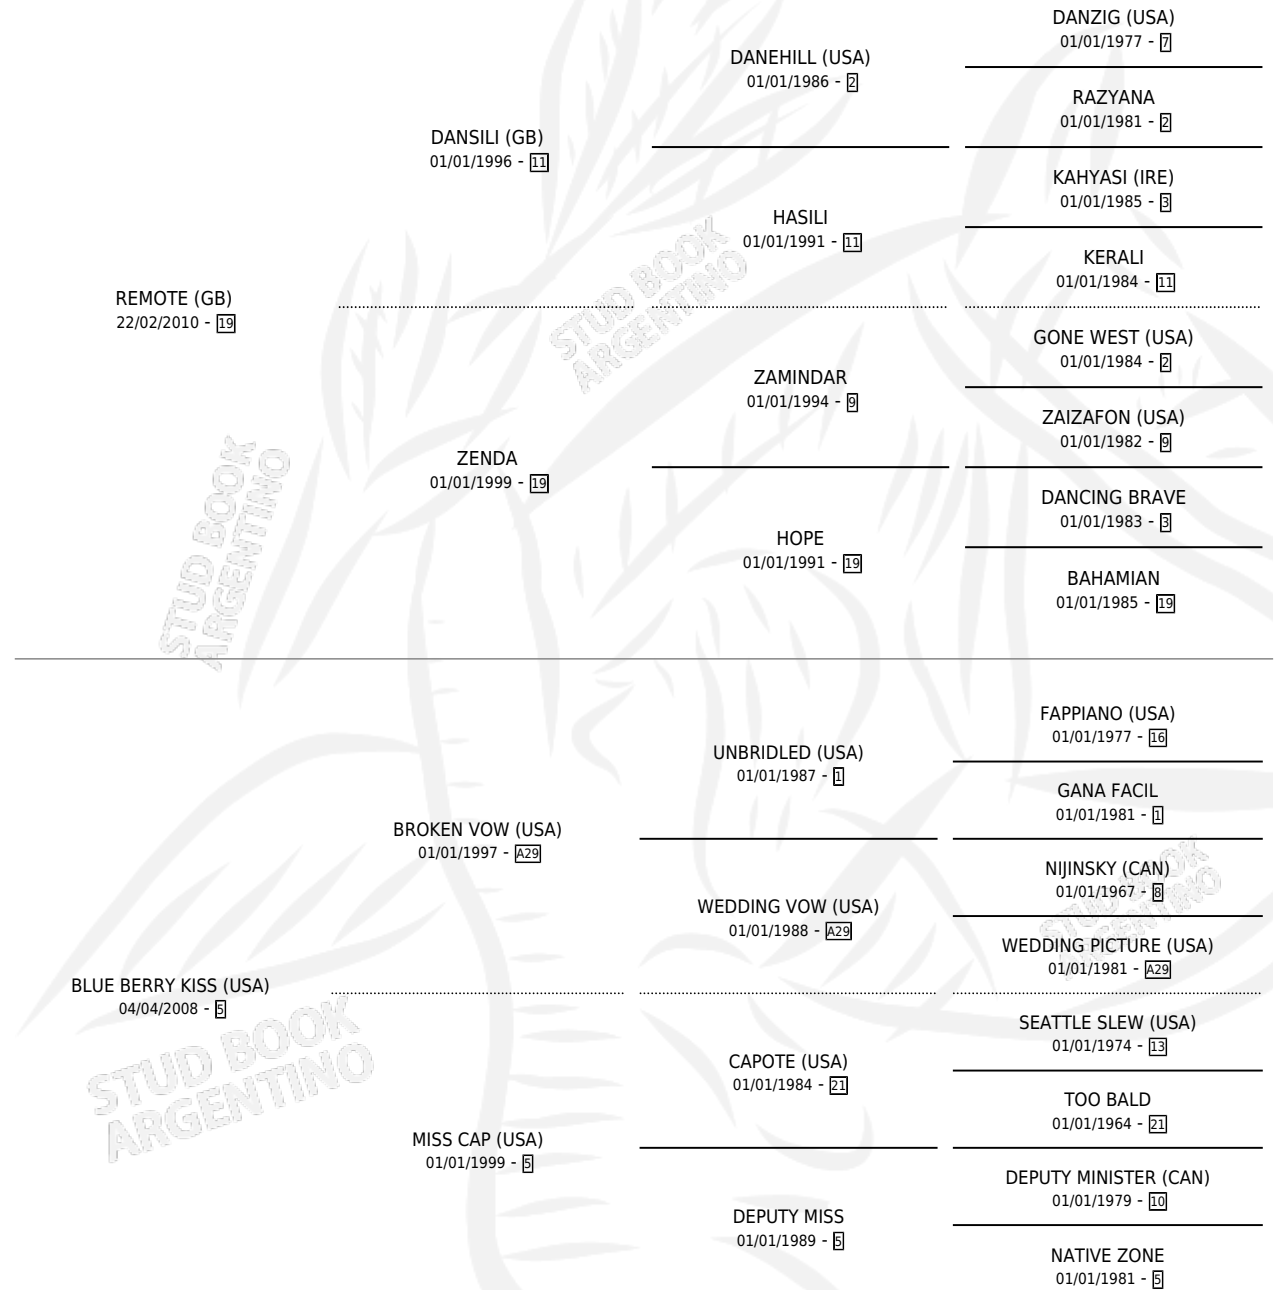 DANZIG (USA)
01/01/1977 - 7
DANEHILL (USA)
01/01/1986 - 2
RAZYANA
01/01/1981 - 2
DANSILI (GB)
01/01/1996 - 11
KAHYASI (IRE)
01/01/1985 - 3
HASILI
01/01/1991 - 11
KERALI
01/01/1984 - 11
REMOTE (GB)
22/02/2010 - 19
GONE WEST (USA)
01/01/1984 - 2
ZAMINDAR
01/01/1994 - 9
ZAIZAFON (USA)
01/01/1982 - 9
ZENDA
01/01/1999 - 19
DANCING BRAVE
01/01/1983 - 3
HOPE
01/01/1991 - 19
BAHAMIAN
01/01/1985 - 19
FAPPIANO (USA)
01/01/1977 - 16
UNBRIDLED (USA)
01/01/1987 - 1
GANA FACIL
01/01/1981 - 1
BROKEN VOW (USA)
01/01/1997 - A29
NIJINSKY (CAN)
01/01/1967 - 8
WEDDING VOW (USA)
01/01/1988 - A29
WEDDING PICTURE (USA)
01/01/1981 - A29
BLUE BERRY KISS (USA)
04/04/2008 - 5
SEATTLE SLEW (USA)
01/01/1974 - 13
CAPOTE (USA)
01/01/1984 - 21
TOO BALD
01/01/1964 - 21
MISS CAP (USA)
01/01/1999 - 5
DEPUTY MINISTER (CAN)
01/01/1979 - 10
DEPUTY MISS
01/01/1989 - 5
NATIVE ZONE
01/01/1981 - 5
STUD BOOK
ARGENTINO
STUD BOOK
ARGENTINO
STUD BOOK
ARGENTINO
STUD BOOK
ARGENTINO